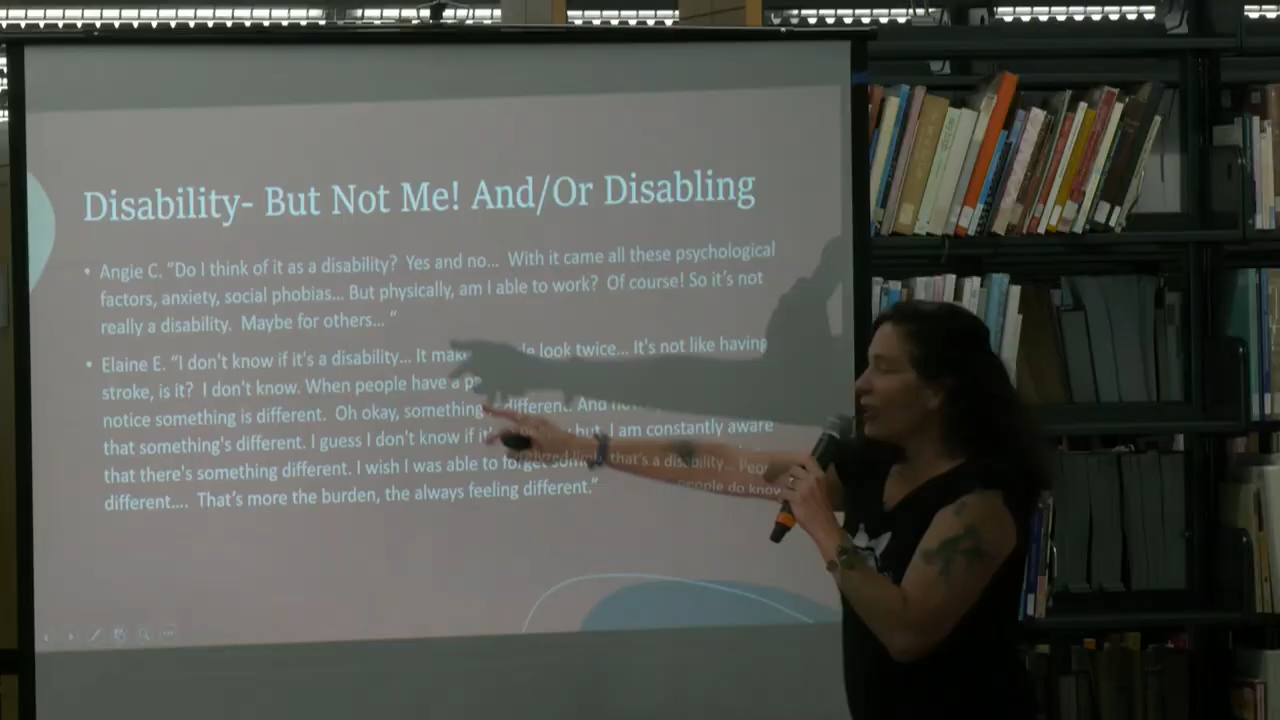 Disability- But Not Me! And/Or Disabling
• Angie C. “Do I think of it as a disability? Yes and no... With it came all these psychological
factors, anxiety, social phobias... But physically, am I able to work? Of course! So it's not
really a disability. Maybe for others... “
• Elaine E. “I don't know if it's a disability... It look twice... It's not like having
stroke, is it? I don't know. When people have a
notice something is different. Oh okay, something different. And
that something's different. I guess I don't know if but, I am constantly aware
that there's something different. I wish I was able to forget that's a disability...
different.... That's more the burden, the always feeling different.” people do know